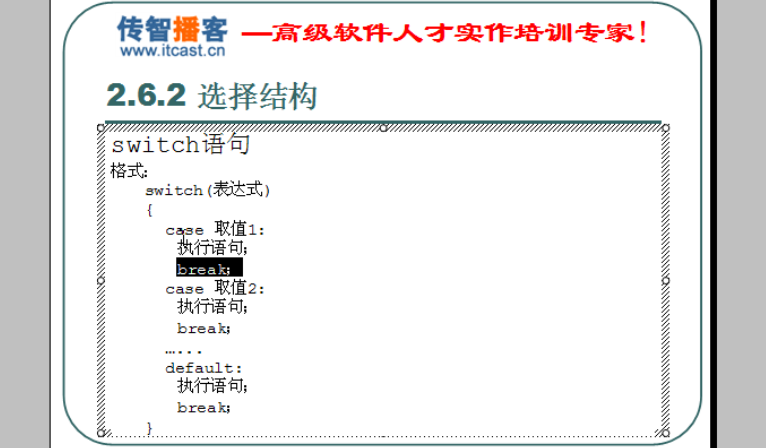 传智播客 —高级软件人才实作培训专家!
www.itcast.cn
2.6.2 选择结构
switch语句
格式:
switch(表达式)
{
case 取值1:
执行语句;
break;
case 取值2:
执行语句;
break;
…...
default:
执行语句;
break;
}